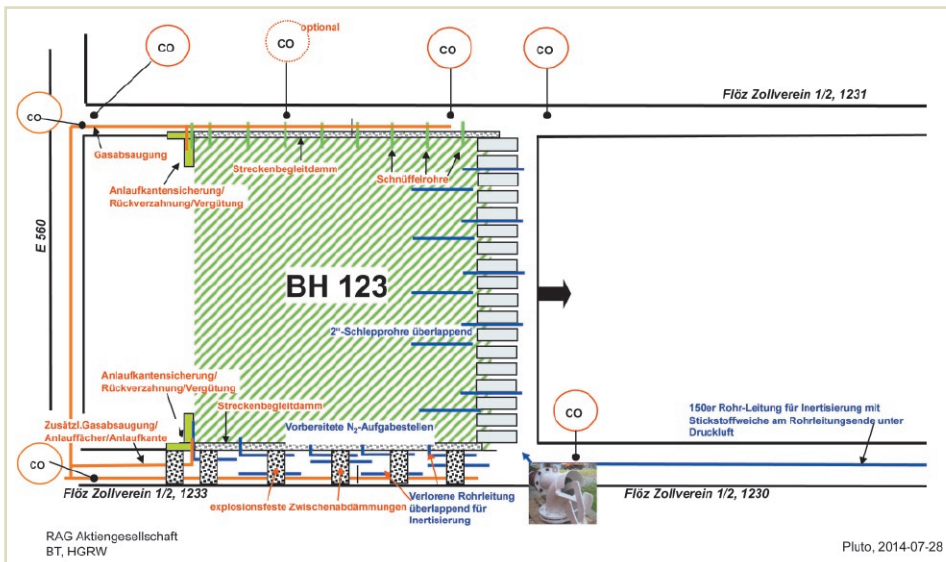 optional
CO
CO
CO
CO
Flöz Zollverein 1/2, 1231
CO
Gasabsaugung
Streckenbegleitdamm
Schnüffelrohre
Anlaufkantensicherung/
Rückverzahnung/Vergütung
E 560
BH 123
2"-Schlepprohre überlappend
Anlaufkantensicherung/
Rückverzahnung/Vergütung
Streckenbegleitdamm
Zusätzl.Gasabsaugung/
Anlauffächer/Anlaufkante
Vorbereitete N2-Aufgabestellen
CO
150er Rohr-Leitung für Inertisierung mit
Stickstoffweiche am Rohrleitungsende unter
Druckluft
CO
Flöz Zollverein 1/2, 1233
explosionsfeste Zwischenabdämmungen
Verlorene Rohrleitung
überlappend für
Inertisierung
Flöz Zollverein 1/2, 1230
RAG Aktiengesellschaft
BT, HGRW
Pluto, 2014-07-28